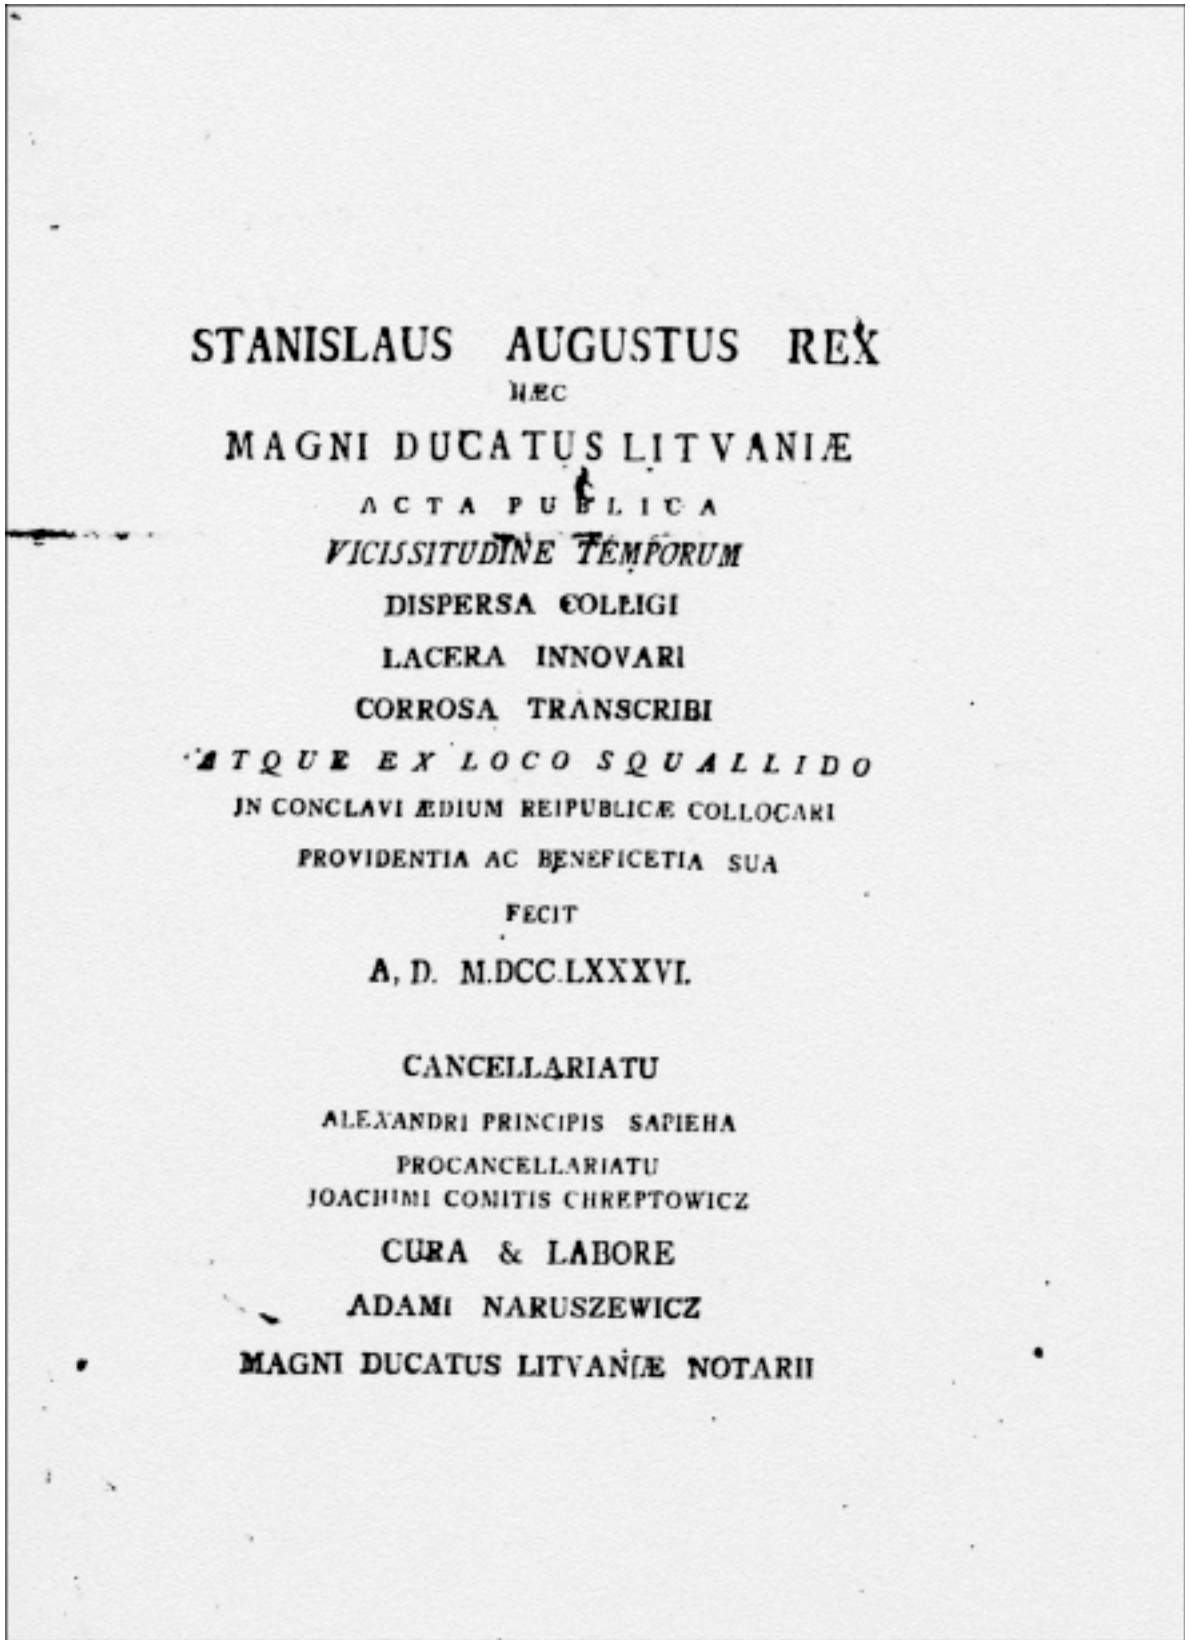 STANISLAUS AUGUSTUS REX
HÆC
MAGNI DUCATUS LITVANIÆ
ACTA PUBLICA
VICISSITUDINE TEMPORUM
DISPERSA COLLIGI
LACERA INNOVARI
CORROSA TRANSCRIBI
ATQUE EX LOCO SQUALLIDO
JN CONCLAVI ÆDIUM REIPUBLICÆ COLLOCARI
PROVIDENTIA AC BENEFICETIA SUA
FECIT
A, D. M.DCC.LXXXVI.
CANCELLARIATU
ALEXANDRI PRINCIPIS SAPIEHA
PROCANCELLARIATU
JOACHIMI COMITIS CHREPTOWICZ
CURA & LABORE
ADAMI NARUSZEWICZ
MAGNI DUCATUS LITVANIÆ NOTARII